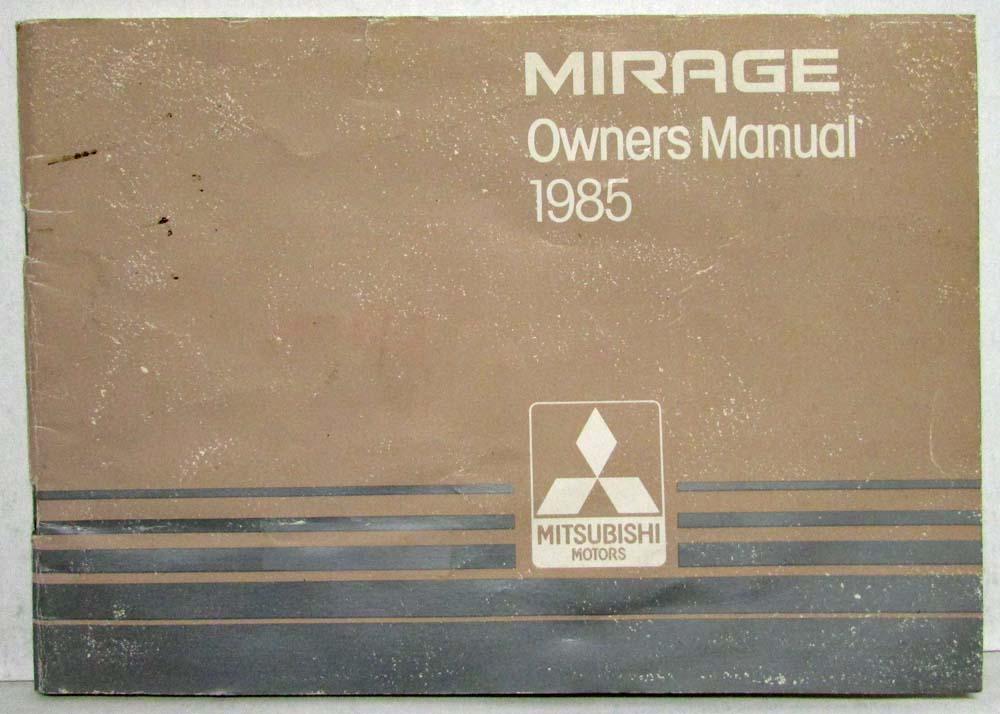 MIRAGE
Owners Manual
1985
MITSUBISHI
MOTORS